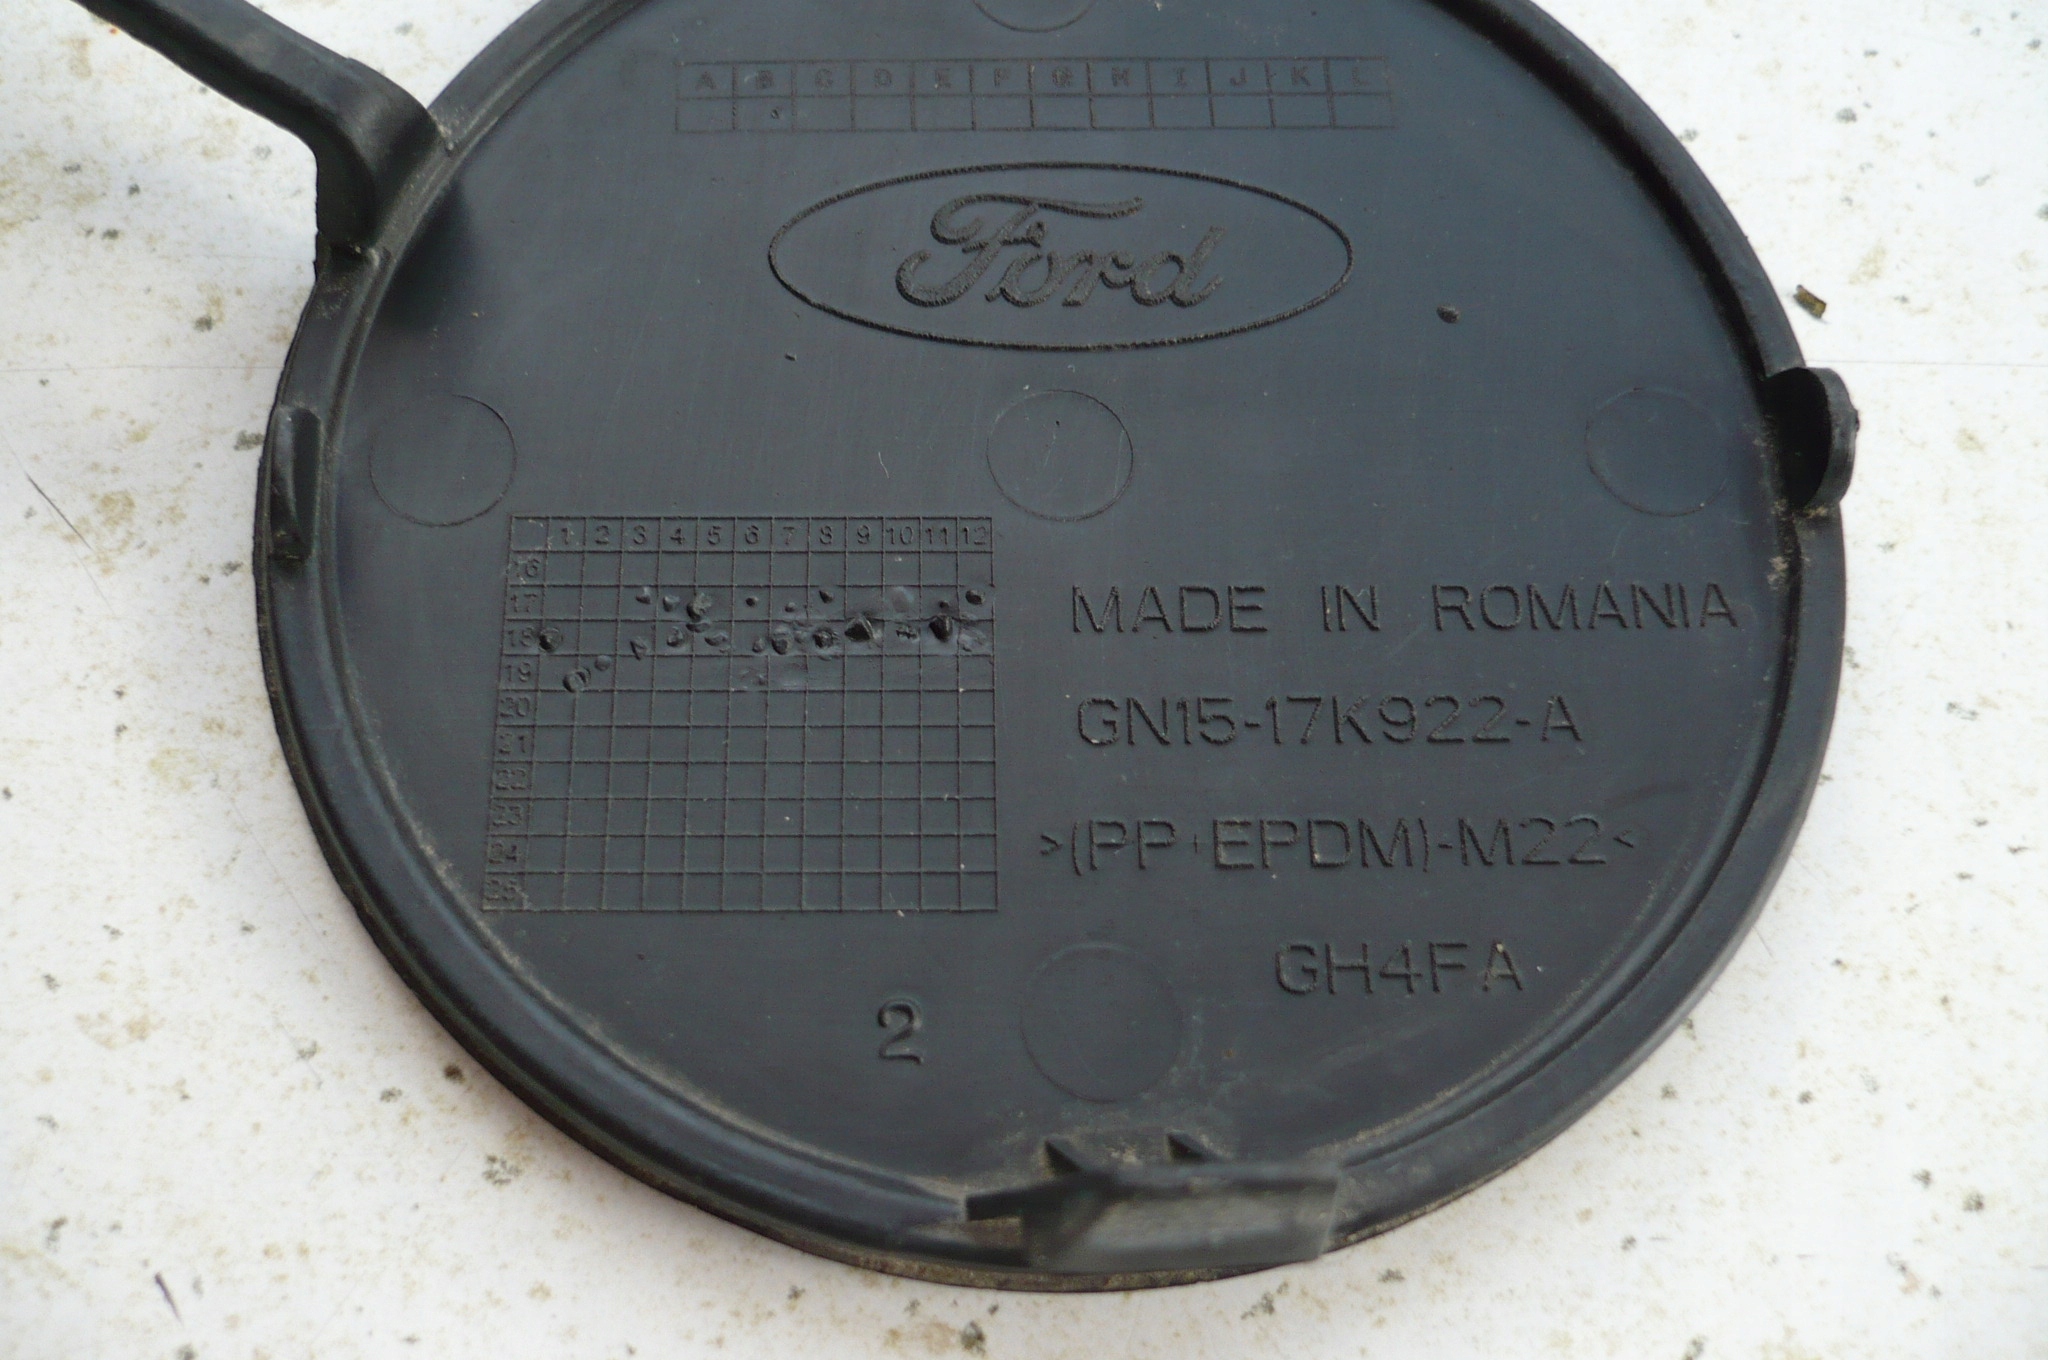 A B C D E F G H I J K L
Ford
1 2 3 4 5 6 7 8 9 10 11 12
16
17
18
19
20
21
22
23
24
25
MADE IN ROMANIA
GN15-17K922-A
>(PP+EPDM)-M22<
GH4FA
2